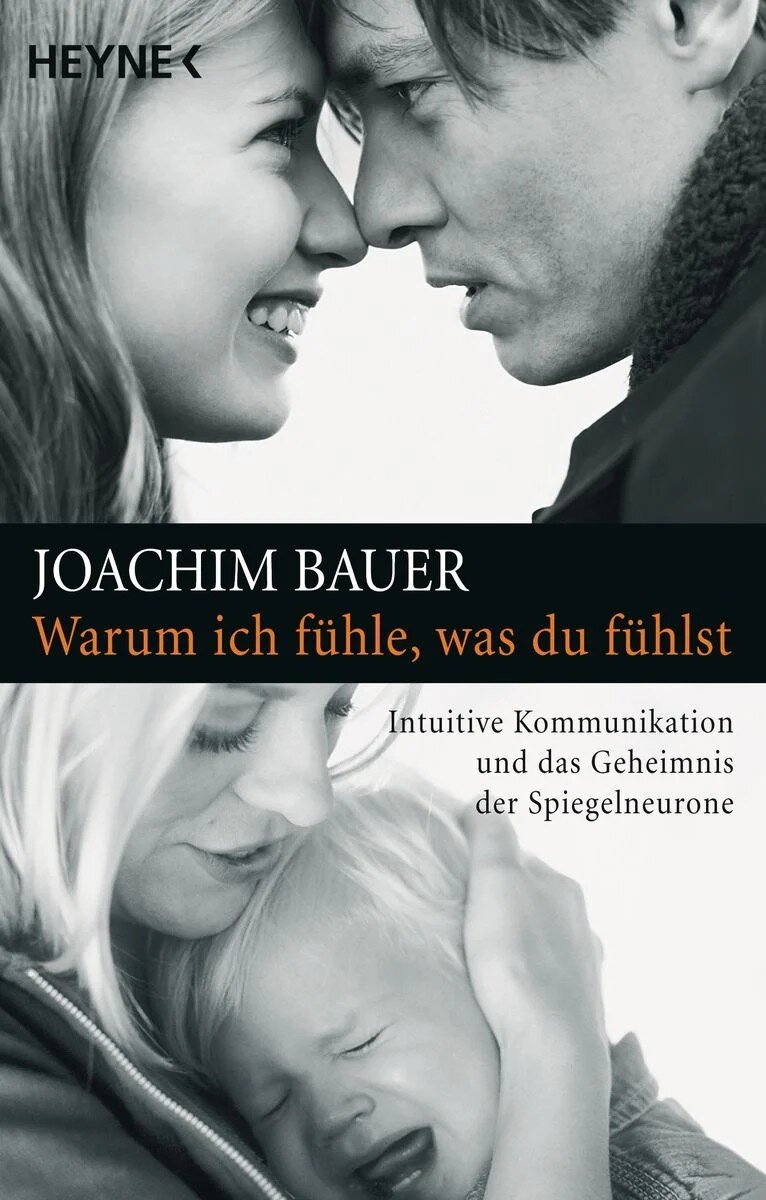 HEYNE
JOACHIM BAUER
Warum ich fühle, was du fühlst
Intuitive Kommunikation
und das Geheimnis
der Spiegelneurone